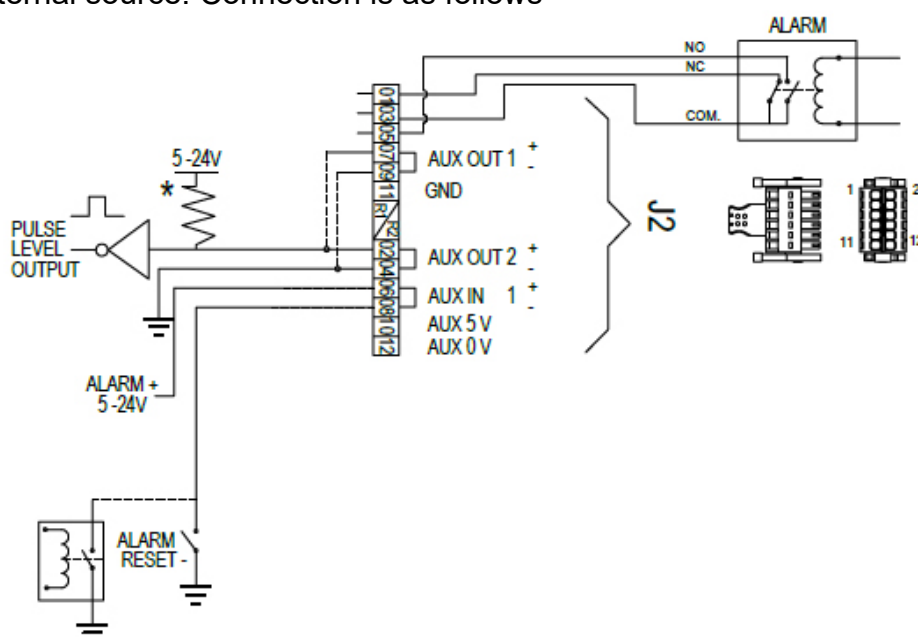 ternal source. Connection is as follows
ALARM
NO
NC
COM.
01
03
05
07
09
11
R1
R2
02
04
06
08
10
12
AUX OUT 1 + -
GND
AUX OUT 2 + -
AUX IN 1 + -
AUX 5 V
AUX 0 V
J2
1 2
11 12
5 -24V
*
PULSE
LEVEL
OUTPUT
ALARM +
5 -24V
ALARM
RESET -